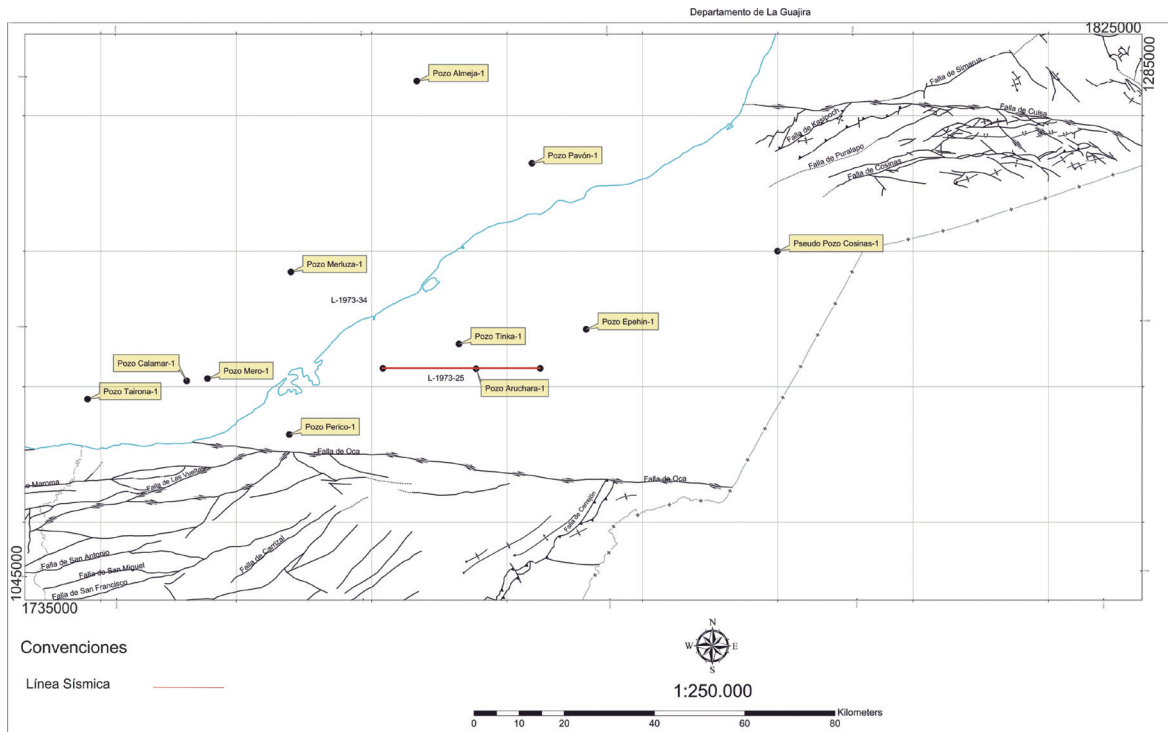 Departamento de La Guajira
1825000
1285000
Pozo Almeja-1
Falla de Simarua
Falla de Kasipoch
Falla de Cuisa
Pozo Pavón-1
Falla de Puralapo
Falla de Cosinas
Pseudo Pozo Cosinas-1
Pozo Merluza-1
L-1973-34
Pozo Epehin-1
Pozo Tinka-1
Pozo Calamar-1
Pozo Mero-1
L-1973-25
Pozo Aruchara-1
Pozo Tairona-1
Pozo Perico-1
Falla de Oca
Falla de Las Vueltas
Falla de Oca
Falla de Cerrejón
Falla de Carrizal
Falla de San Antonio
Falla de San Miguel
Falla de San Francisco
1045000
1735000
N
W E
S
Convenciones
Línea Sísmica
1:250.000
Kilometers
0 10 20 40 60 80